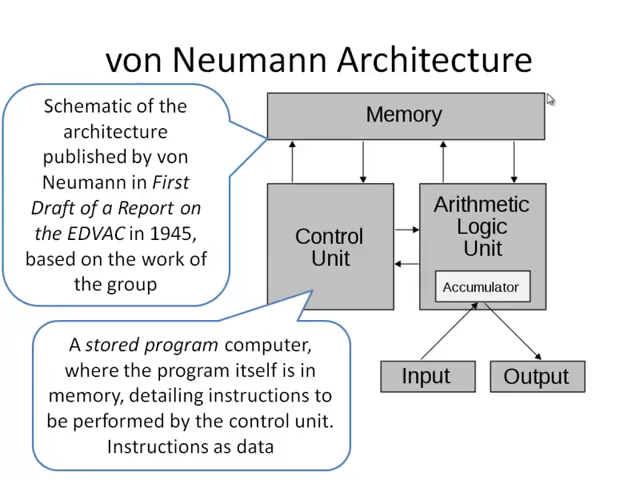 von Neumann Architecture
Schematic of the
architecture
published by von
Neumann in First
Draft of a Report on
the EDVAC in 1945,
based on the work of
the group
Memory
Control
Unit
Arithmetic
Logic
Unit
Accumulator
A stored program computer,
where the program itself is in
memory, detailing instructions to
be performed by the control unit.
Instructions as data
Input
Output